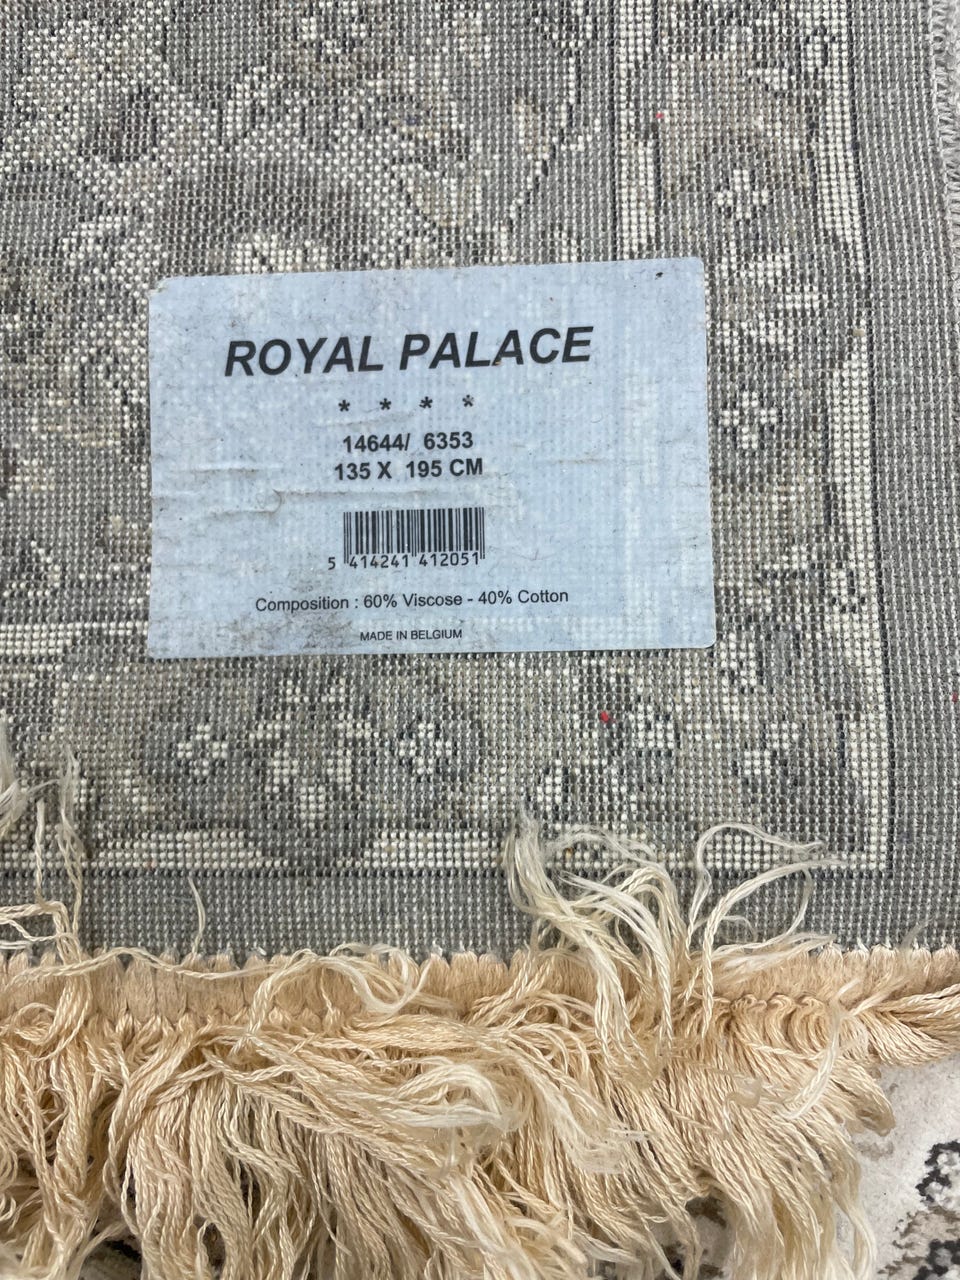 ROYAL PALACE
* * * *
14644/ 6353
135 X 195 CM
5 414241 412051
Composition : 60% Viscose - 40% Cotton
MADE IN BELGIUM